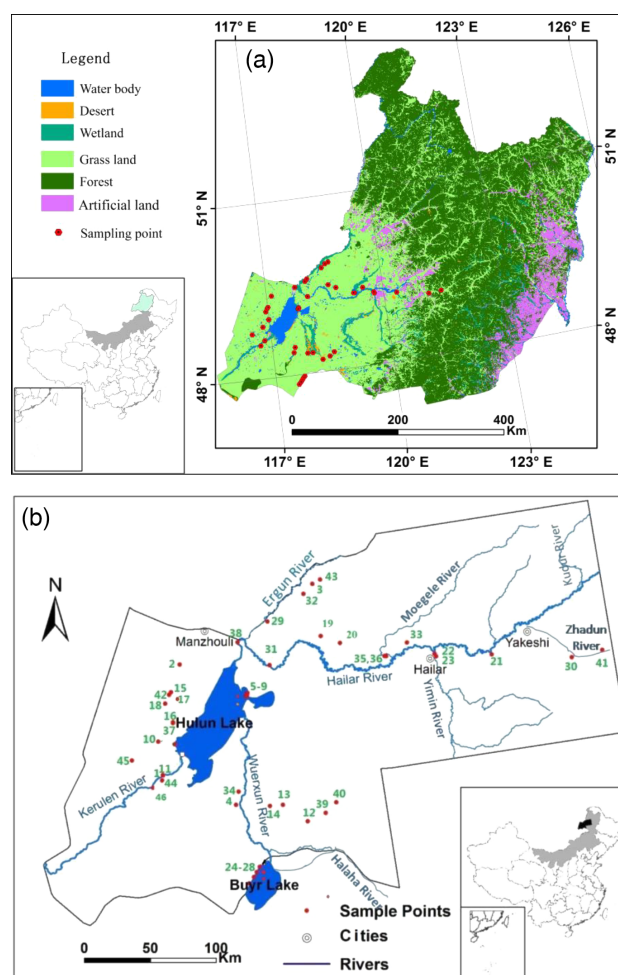 117° E
120° E
123° E
126° E
(a)
Legend
Water body
Desert
Wetland
Grass land
Forest
Artificial land
Sampling point
51° N
51° N
48° N
48° N
0
200
400
Km
117° E
120° E
123° E
(b)
N
Ergun River
43
3
32
29
Moegele River
Kudur River
Manzhouli
38
19
20
33
Yakeshi
Zhadun
River
2
31
35, 36
22
23
21
30
41
Hailar River
Hailar
15
42
17
18
5-9
16
Hulun Lake
37
Yimin River
10
45
11
1
44
46
Kerulen River
Wuerxun River
34
4
13
14
40
39
12
24-28
Buyr Lake
Halaha River
Sample Points
Cities
Rivers
0
50
100
Km